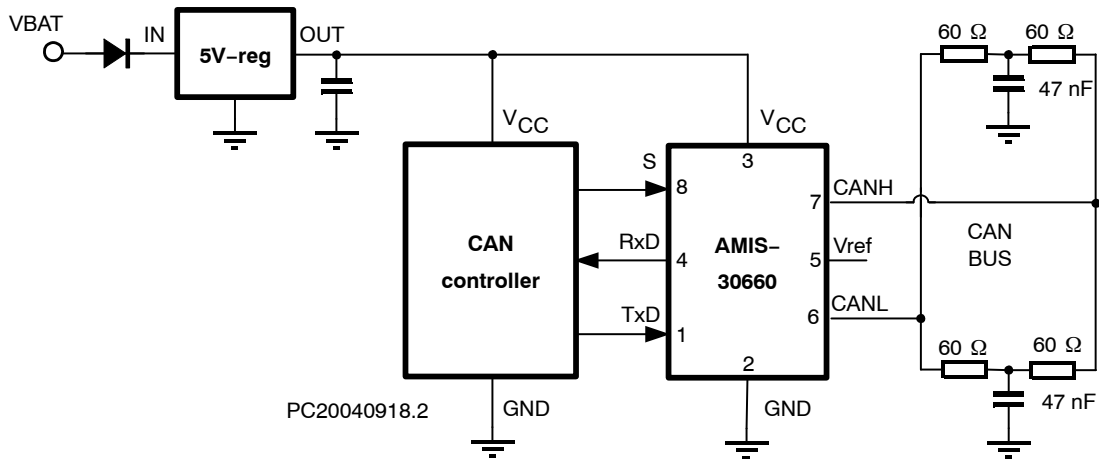 VBAT
IN
5V−reg
OUT
60 Ω
60 Ω
47 nF
VCC
VCC
S
8
3
7
CANH
CAN
controller
RxD
4
AMIS−
30660
5
Vref
CAN
BUS
TxD
1
6
CANL
2
60 Ω
60 Ω
47 nF
PC20040918.2
GND
GND